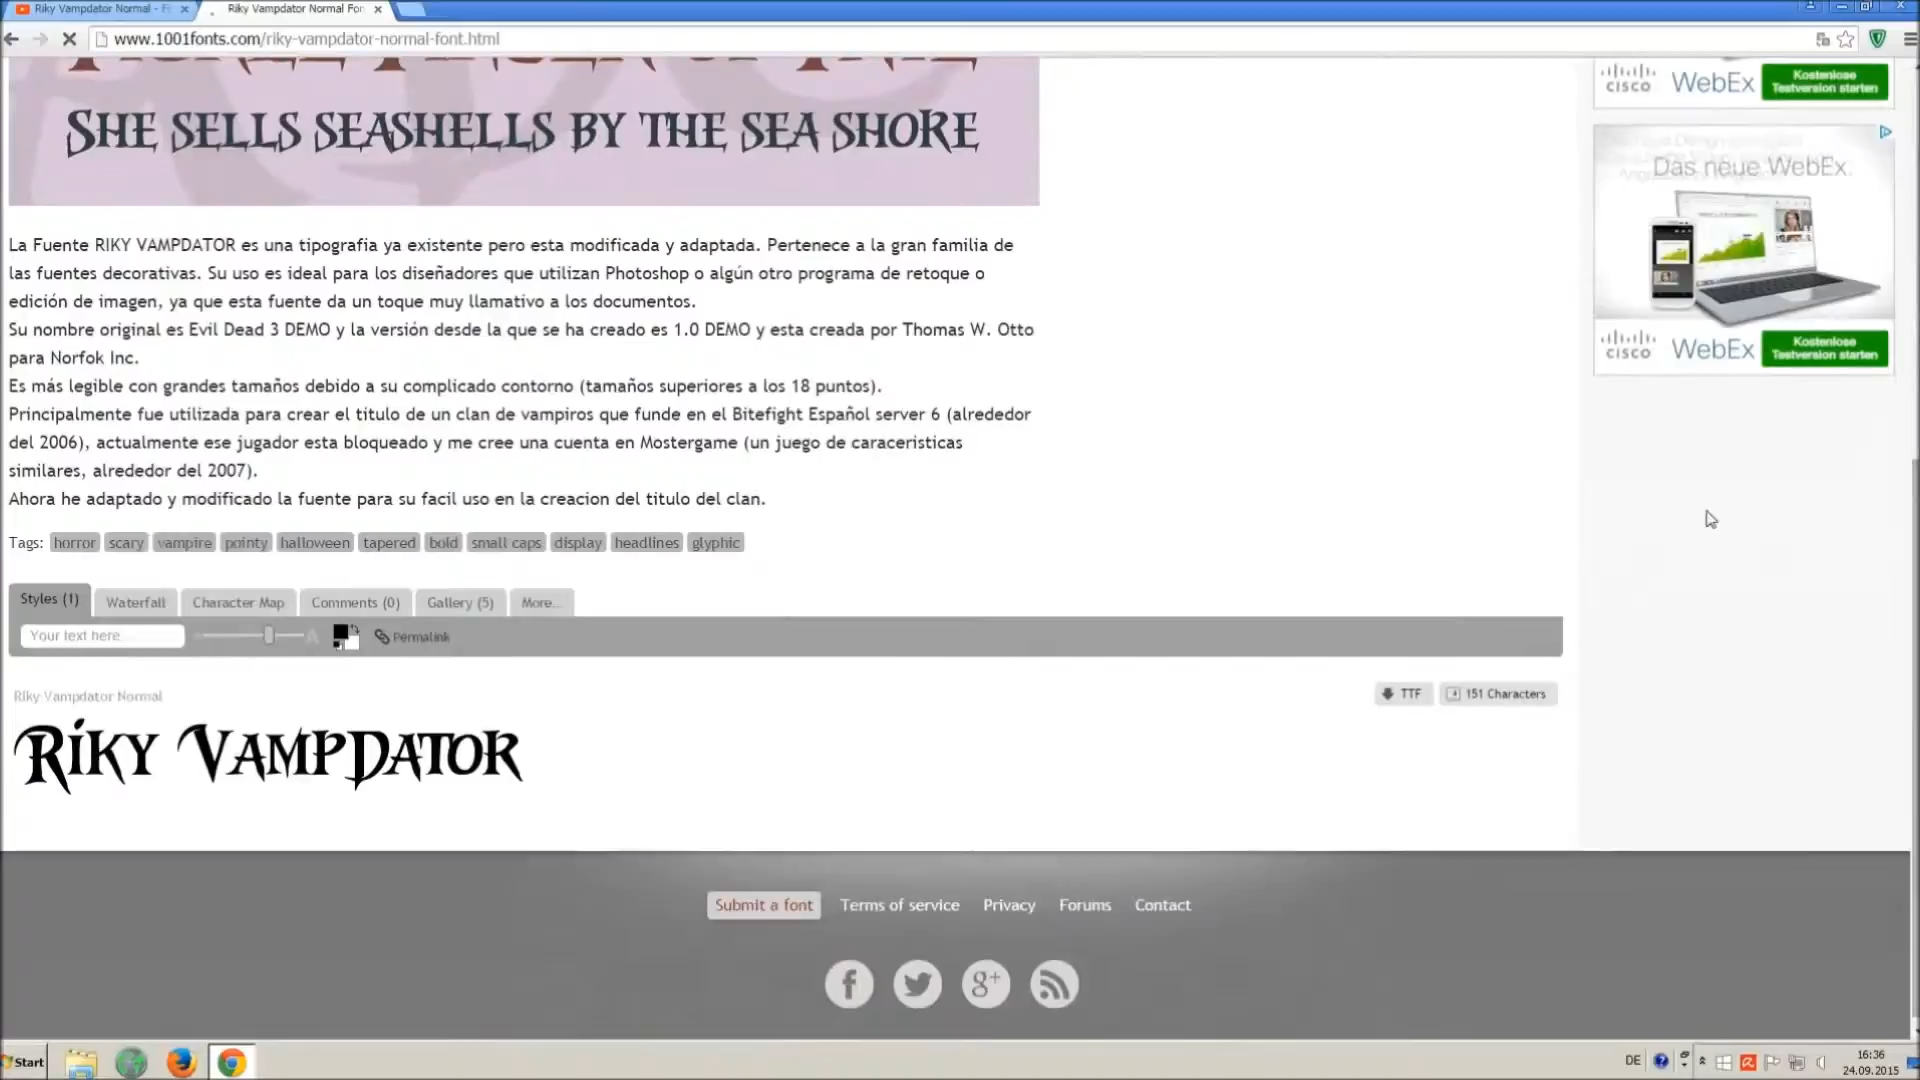 Riky Vampdator Normal - F
Riky Vampdator Normal For
www.1001fonts.com/riky-vampdator-normal-font.html
SHE SELLS SEASHELLS BY THE SEA SHORE
La Fuente RIKY VAMPDATOR es una tipografia ya existente pero esta modificada y adaptada. Pertenece a la gran familia de
las fuentes decorativas. Su uso es ideal para los diseñadores que utilizan Photoshop o algún otro programa de retoque o
edición de imagen, ya que esta fuente da un toque muy llamativo a los documentos.
Su nombre original es Evil Dead 3 DEMO y la versión desde la que se ha creado es 1.0 DEMO y esta creada por Thomas W. Otto
para Norfok Inc.
Es más legible con grandes tamaños debido a su complicado contorno (tamaños superiores a los 18 puntos).
Principalmente fue utilizada para crear el titulo de un clan de vampiros que funde en el Bitefight Español server 6 (alrededor
del 2006), actualmente ese jugador esta bloqueado y me cree una cuenta en Mostergame (un juego de caraceristicas
similares, alrededor del 2007).
Ahora he adaptado y modificado la fuente para su facil uso en la creacion del titulo del clan.
Tags: horror scary vampire pointy halloween tapered bold small caps display headlines glyphic
Styles (1) Waterfall Character Map Comments (0) Gallery (5) More...
Your text here... A Permalink
Riky Vampdator Normal
TTF 151 Characters
RIKY VAMPDATOR
cisco WebEx Kostenlose
Testversion starten
Das neue WebEx.
cisco WebEx Kostenlose
Testversion starten
Submit a font Terms of service Privacy Forums Contact
f g+
Start
DE 16:36
24.09.2015